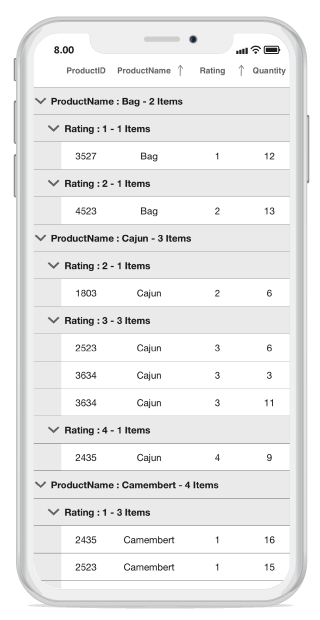 8.00
ProductID ProductName ↑ Rating ↑ Quantity
ProductName : Bag - 2 Items
Rating : 1 - 1 Items
3527 Bag 1 12
Rating : 2 - 1 Items
4523 Bag 2 13
ProductName : Cajun - 3 Items
Rating : 2 - 1 Items
1803 Cajun 2 6
Rating : 3 - 3 Items
2523 Cajun 3 6
3634 Cajun 3 3
3634 Cajun 3 11
Rating : 4 - 1 Items
2435 Cajun 4 9
ProductName : Camembert - 4 Items
Rating : 1 - 3 Items
2435 Camembert 1 16
2523 Camembert 1 15